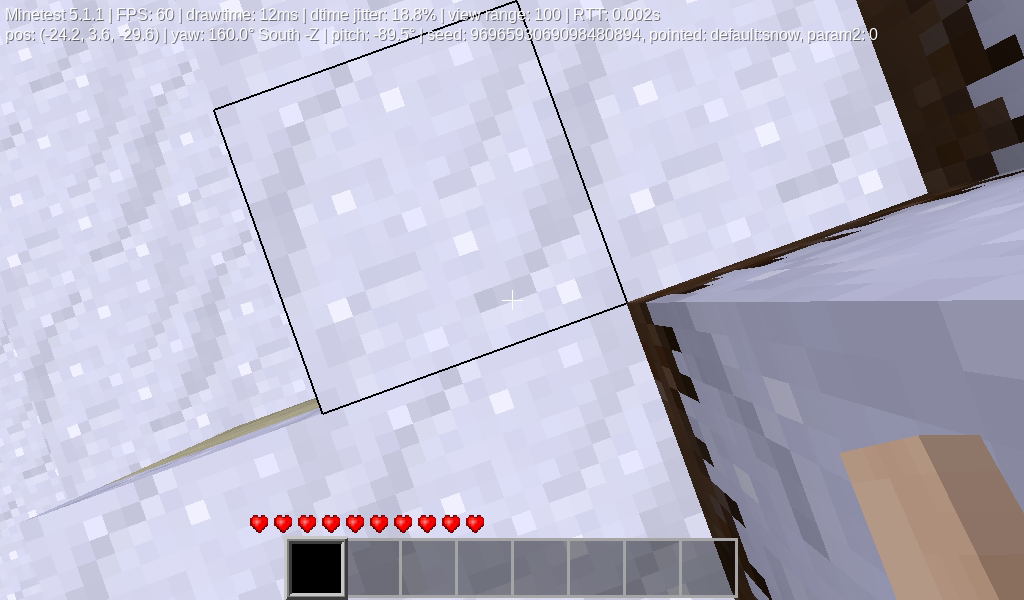 Minetest 5.1.1 | FPS: 60 | drawtime: 12ms | dtime jitter: 18.8% | view range: 100 | RTT: 0.002s
pos: (-24.2, 3.6, -29.6) | yaw: 160.0° South -Z | pitch: -89.5° | seed: 9696593069098480894, pointed: default:snow, param2: 0